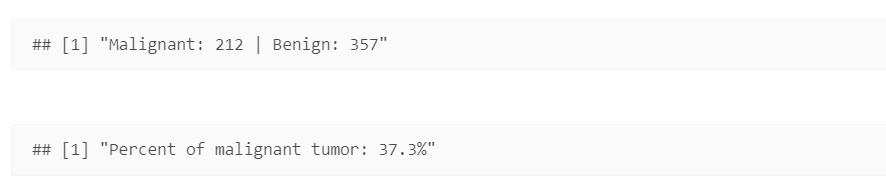 ## [1] "Malignant: 212 | Benign: 357"
## [1] "Percent of malignant tumor: 37.3%"